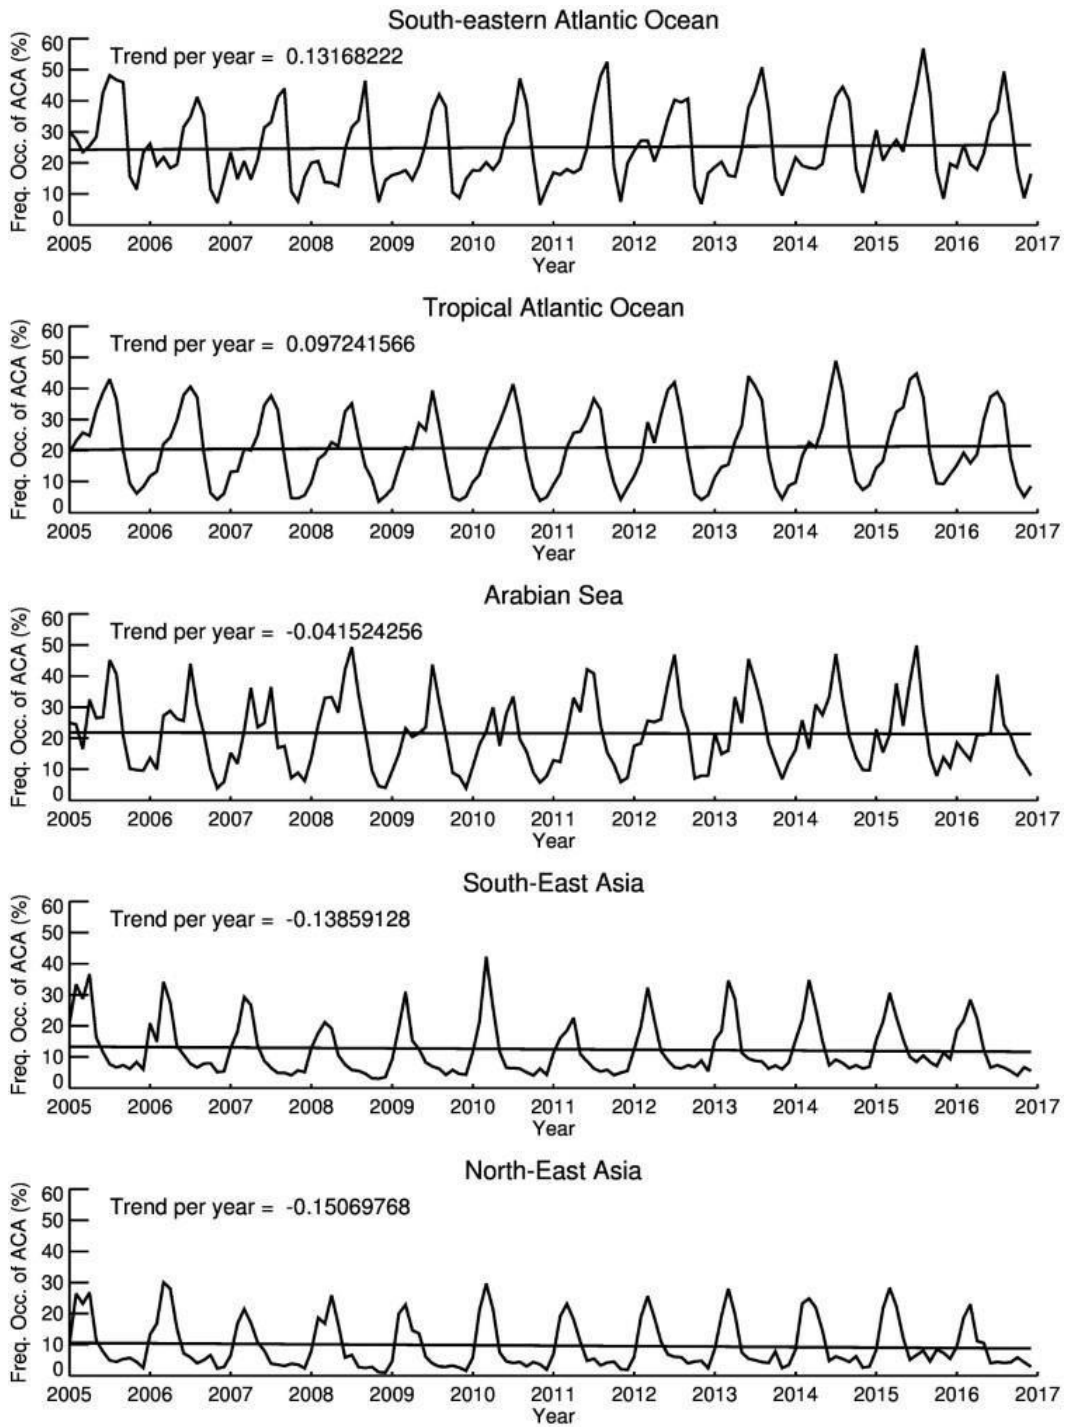 South-eastern Atlantic Ocean
Trend per year = 0.13168222
Freq. Occ. of ACA (%)
60
50
40
30
20
10
0
2005 2006 2007 2008 2009 2010 2011 2012 2013 2014 2015 2016 2017
Year
Tropical Atlantic Ocean
Trend per year = 0.097241566
Freq. Occ. of ACA (%)
60
50
40
30
20
10
0
2005 2006 2007 2008 2009 2010 2011 2012 2013 2014 2015 2016 2017
Year
Arabian Sea
Trend per year = -0.041524256
Freq. Occ. of ACA (%)
60
50
40
30
20
10
0
2005 2006 2007 2008 2009 2010 2011 2012 2013 2014 2015 2016 2017
Year
South-East Asia
Trend per year = -0.13859128
Freq. Occ. of ACA (%)
60
50
40
30
20
10
0
2005 2006 2007 2008 2009 2010 2011 2012 2013 2014 2015 2016 2017
Year
North-East Asia
Trend per year = -0.15069768
Freq. Occ. of ACA (%)
60
50
40
30
20
10
0
2005 2006 2007 2008 2009 2010 2011 2012 2013 2014 2015 2016 2017
Year